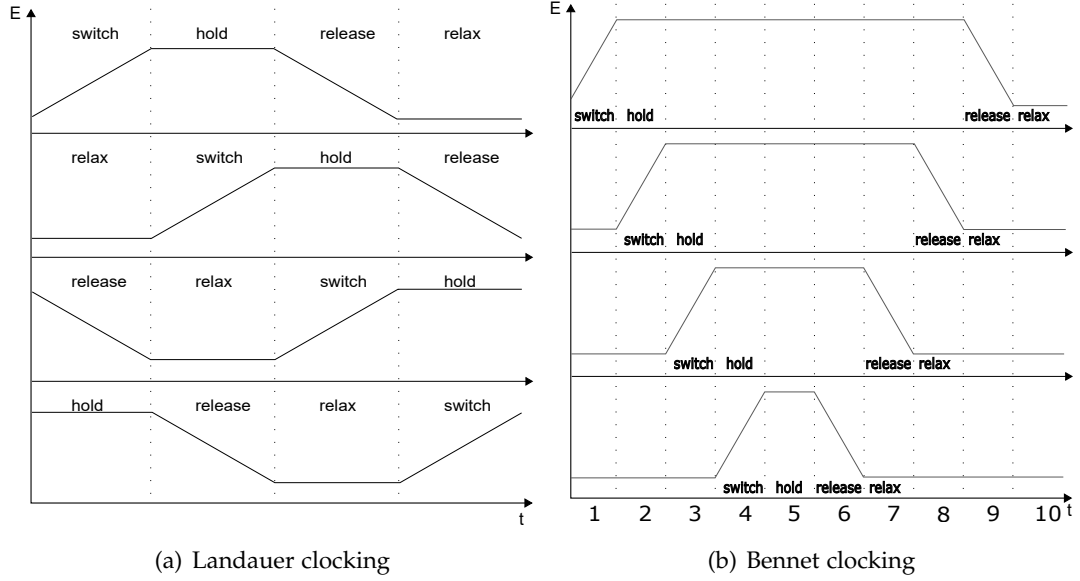 E
switch hold release relax
relax switch hold release
release relax switch hold
hold release relax switch
t
(a) Landauer clocking
E
switch hold release relax
switch hold release relax
switch hold release relax
switch hold release relax
1 2 3 4 5 6 7 8 9 10 t
(b) Bennet clocking